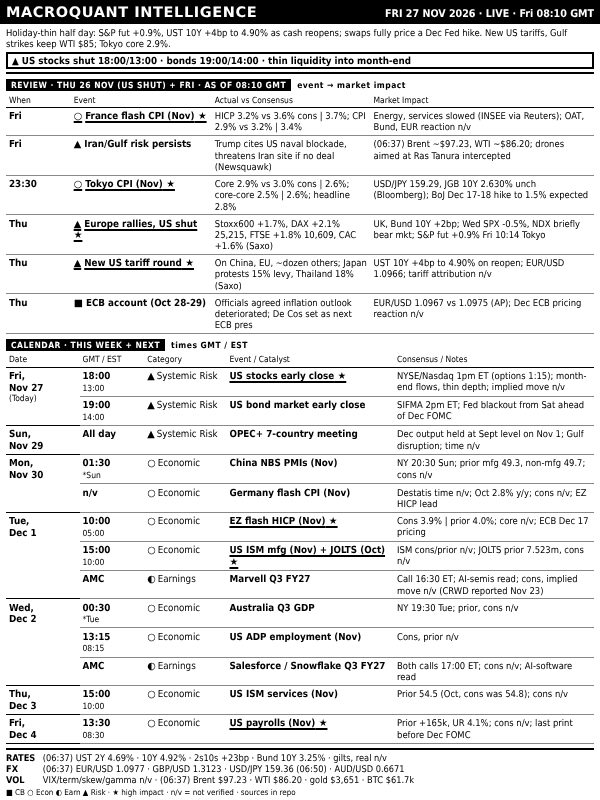 MACROQUANT INTELLIGENCE FRI 27 NOV 2026 · LIVE · Fri 08:10 GMT
Holiday-thin half day: S&P fut +0.9%, UST 10Y +4bp to 4.90% as cash reopens; swaps fully price a Dec Fed hike. New US tariffs, Gulf
strikes keep WTI $85; Tokyo core 2.9%.
▲ US stocks shut 18:00/13:00 · bonds 19:00/14:00 · thin liquidity into month-end
REVIEW · THU 26 NOV (US SHUT) + FRI · AS OF 08:10 GMT event → market impact
When Event Actual vs Consensus Market Impact
Fri ○ France flash CPI (Nov) ★ HICP 3.2% vs 3.6% cons | 3.7%; CPI Energy, services slowed (INSEE via Reuters); OAT,
2.9% vs 3.2% | 3.4% Bund, EUR reaction n/v
Fri ▲ Iran/Gulf risk persists Trump cites US naval blockade, (06:37) Brent ~$97.23, WTI ~$86.20; drones
threatens Iran site if no deal aimed at Ras Tanura intercepted
(Newsquawk)
23:30 ○ Tokyo CPI (Nov) ★ Core 2.9% vs 3.0% cons | 2.6%; USD/JPY 159.29, JGB 10Y 2.630% unch
core-core 2.5% | 2.6%; headline (Bloomberg); BoJ Dec 17-18 hike to 1.5% expected
2.8%
Thu ▲ Europe rallies, US shut Stoxx600 +1.7%, DAX +2.1% UK, Bund 10Y +2bp; Wed SPX -0.5%, NDX briefly
★ 25,215, FTSE +1.8% 10,609, CAC bear mkt; S&P fut +0.9% Fri 10:14 Tokyo
+1.6% (Saxo)
Thu ▲ New US tariff round ★ On China, EU, ~dozen others; Japan UST 10Y +4bp to 4.90% on reopen; EUR/USD
protests 15% levy, Thailand 18% 1.0966; tariff attribution n/v
(Saxo)
Thu ■ ECB account (Oct 28-29) Officials agreed inflation outlook EUR/USD 1.0967 vs 1.0975 (AP); Dec ECB pricing
deteriorated; De Cos set as next reaction n/v
ECB pres
CALENDAR · THIS WEEK + NEXT times GMT / EST
Date GMT / EST Category Event / Catalyst Consensus / Notes
Fri, 18:00 ▲ Systemic Risk US stocks early close ★ NYSE/Nasdaq 1pm ET (options 1:15); month-
Nov 27 13:00 end flows, thin depth; implied move n/v
(Today)
19:00 ▲ Systemic Risk US bond market early close SIFMA 2pm ET; Fed blackout from Sat ahead
14:00 of Dec FOMC
Sun, All day ▲ Systemic Risk OPEC+ 7-country meeting Dec output held at Sept level on Nov 1; Gulf
Nov 29 disruption; time n/v
Mon, 01:30 ○ Economic China NBS PMIs (Nov) NY 20:30 Sun; prior mfg 49.3, non-mfg 49.7;
Nov 30 *Sun cons n/v
n/v ○ Economic Germany flash CPI (Nov) Destatis time n/v; Oct 2.8% y/y; cons n/v; EZ
HICP lead
Tue, 10:00 ○ Economic EZ flash HICP (Nov) ★ Cons 3.9% | prior 4.0%; core n/v; ECB Dec 17
Dec 1 05:00 pricing
15:00 ○ Economic US ISM mfg (Nov) + JOLTS (Oct) ISM cons/prior n/v; JOLTS prior 7.523m, cons
10:00 ★ n/v
AMC ◐ Earnings Marvell Q3 FY27 Call 16:30 ET; AI-semis read; cons, implied
move n/v (CRWD reported Nov 23)
Wed, 00:30 ○ Economic Australia Q3 GDP NY 19:30 Tue; prior, cons n/v
Dec 2 *Tue
13:15 ○ Economic US ADP employment (Nov) Cons, prior n/v
08:15
AMC ◐ Earnings Salesforce / Snowflake Q3 FY27 Both calls 17:00 ET; cons n/v; AI-software
read
Thu, 15:00 ○ Economic US ISM services (Nov) Prior 54.5 (Oct, cons was 54.8); cons n/v
Dec 3 10:00
Fri, 13:30 ○ Economic US payrolls (Nov) ★ Prior +165k, UR 4.1%; cons n/v; last print
Dec 4 08:30 before Dec FOMC
RATES (06:37) UST 2Y 4.69% · 10Y 4.92% · 2s10s +23bp · Bund 10Y 3.25% · gilts, real n/v
FX (06:37) EUR/USD 1.0977 · GBP/USD 1.3123 · USD/JPY 159.36 (06:50) · AUD/USD 0.6671
VOL VIX/term/skew/gamma n/v · (06:37) Brent $97.23 · WTI $86.20 · gold $3,651 · BTC $61.7k
■ CB ○ Econ ◐ Earn ▲ Risk · ★ high impact · n/v = not verified · sources in repo